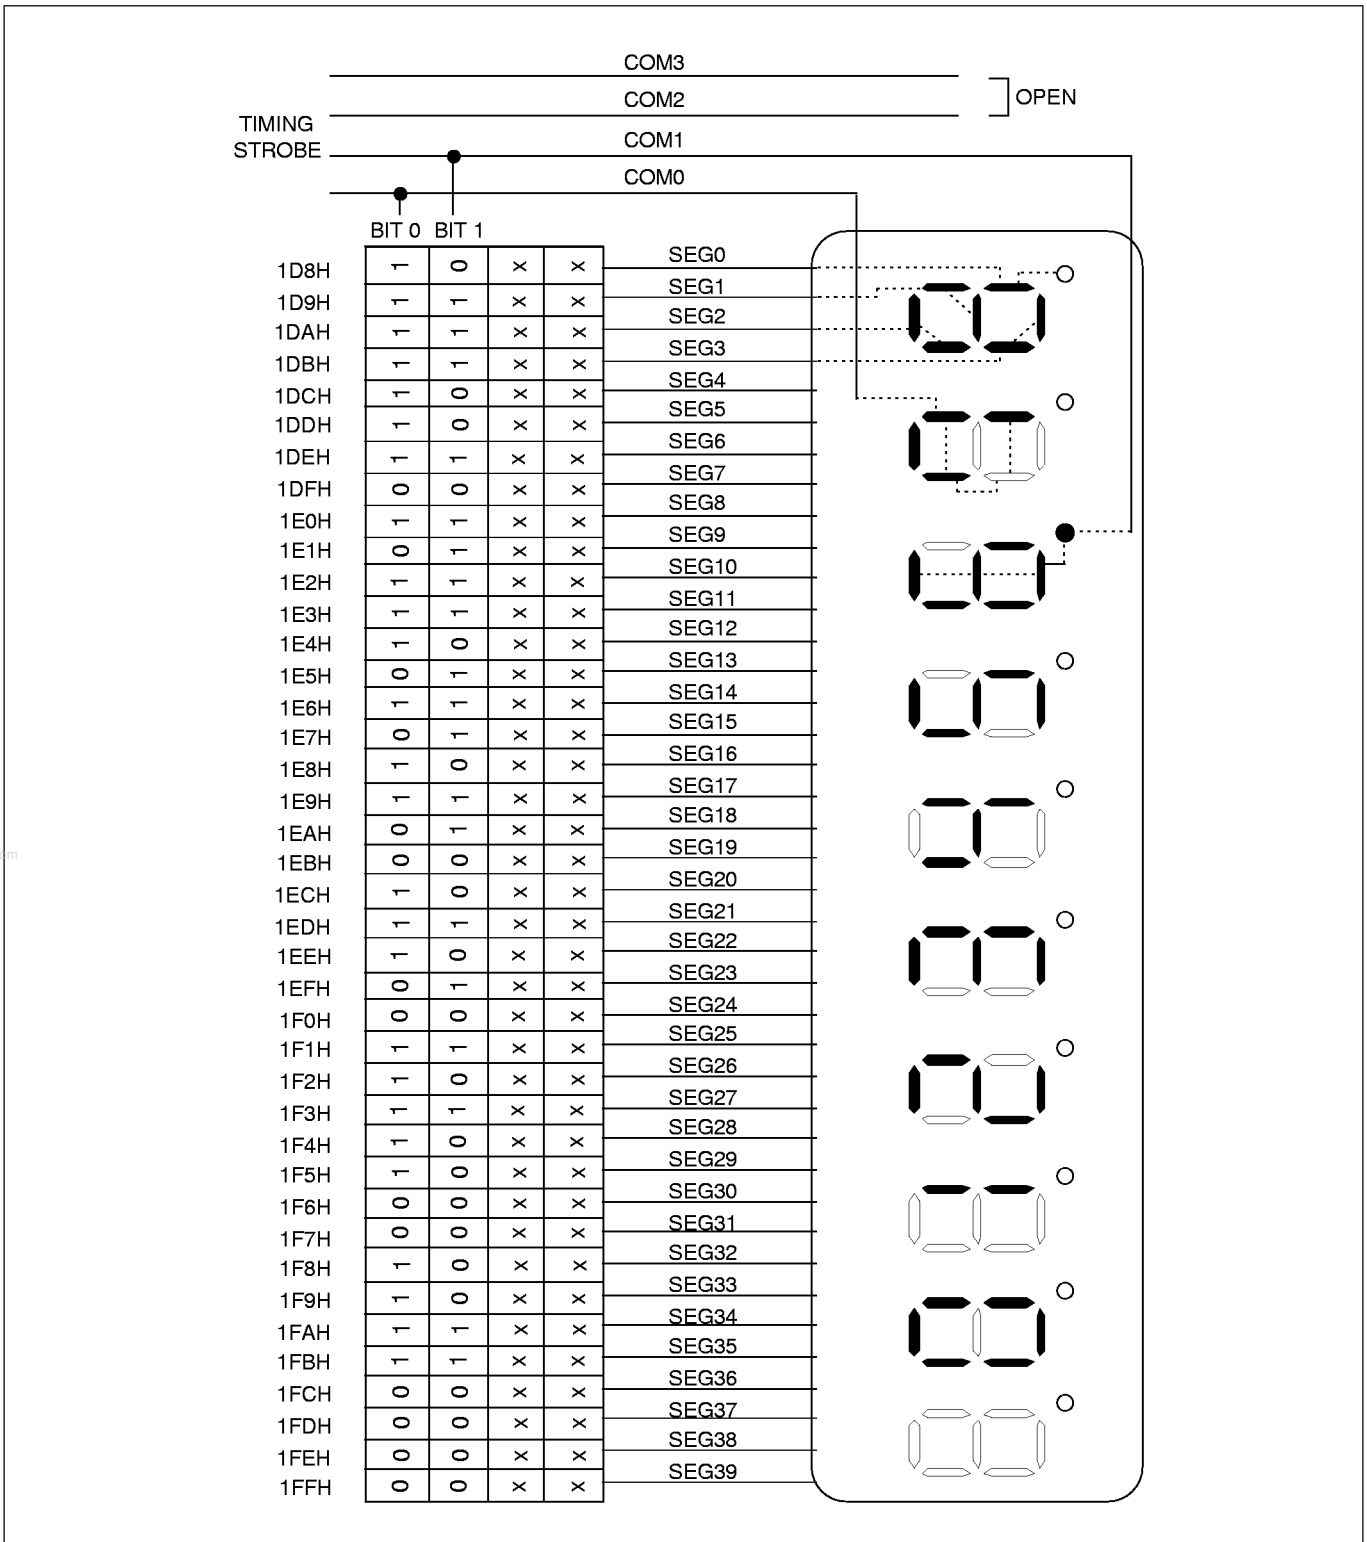 COM3
COM2
OPEN
TIMING
STROBE
COM1
COM0
BIT 0 BIT 1
1D8H 1 0 x x SEG0
1D9H 1 1 x x SEG1
1DAH 1 1 x x SEG2
1DBH 1 1 x x SEG3
1DCH 1 0 x x SEG4
1DDH 1 0 x x SEG5
1DEH 1 1 x x SEG6
1DFH 0 0 x x SEG7
1E0H 1 1 x x SEG8
1E1H 0 1 x x SEG9
1E2H 1 1 x x SEG10
1E3H 1 1 x x SEG11
1E4H 1 0 x x SEG12
1E5H 0 1 x x SEG13
1E6H 1 1 x x SEG14
1E7H 0 1 x x SEG15
1E8H 1 0 x x SEG16
1E9H 1 1 x x SEG17
1EAH 0 1 x x SEG18
1EBH 0 0 x x SEG19
1ECH 1 0 x x SEG20
1EDH 1 1 x x SEG21
1EEH 1 0 x x SEG22
1EFH 0 1 x x SEG23
1F0H 0 0 x x SEG24
1F1H 1 1 x x SEG25
1F2H 1 0 x x SEG26
1F3H 1 1 x x SEG27
1F4H 1 0 x x SEG28
1F5H 1 0 x x SEG29
1F6H 0 0 x x SEG30
1F7H 0 0 x x SEG31
1F8H 1 0 x x SEG32
1F9H 1 0 x x SEG33
1FAH 1 1 x x SEG34
1FBH 1 1 x x SEG35
1FCH 0 0 x x SEG36
1FDH 0 0 x x SEG37
1FEH 0 0 x x SEG38
1FFH 0 0 x x SEG39